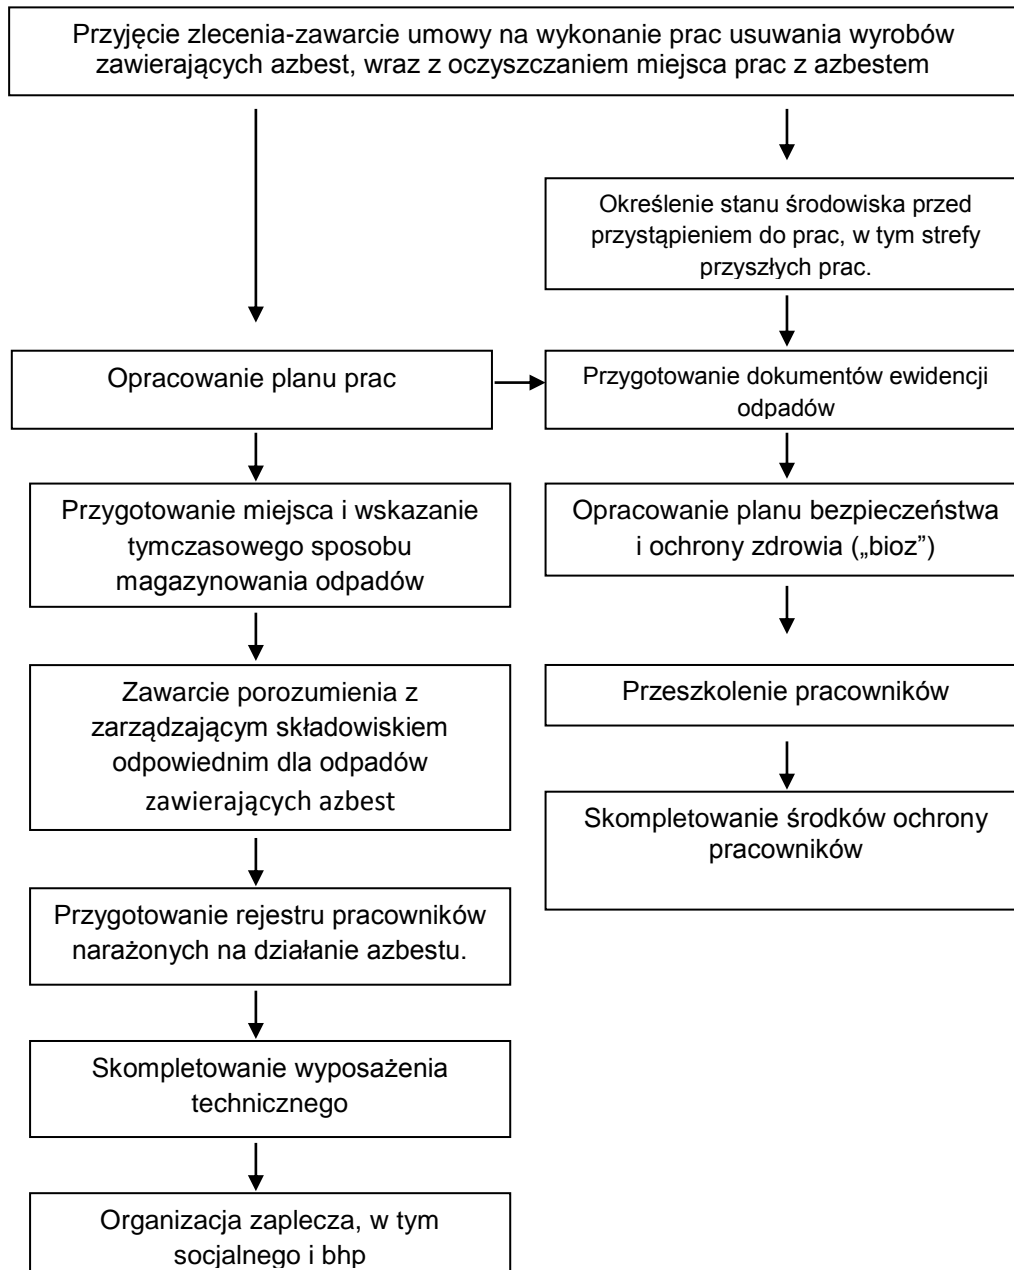 Przyjęcie zlecenia-zawarcie umowy na wykonanie prac usuwania wyrobów
zawierających azbest, wraz z oczyszczaniem miejsca prac z azbestem
Określenie stanu środowiska przed
przystąpieniem do prac, w tym strefy
przyszłych prac.
Opracowanie planu prac
Przygotowanie dokumentów ewidencji
odpadów
Przygotowanie miejsca i wskazanie
tymczasowego sposobu
magazynowania odpadów
Opracowanie planu bezpieczeństwa
i ochrony zdrowia („bioz”)
Zawarcie porozumienia z
zarządzającym składowiskiem
odpowiednim dla odpadów
zawierających azbest
Przeszkolenie pracowników
Skompletowanie środków ochrony
pracowników
Przygotowanie rejestru pracowników
narażonych na działanie azbestu.
Skompletowanie wyposażenia
technicznego
Organizacja zaplecza, w tym
socjalnego i bhp